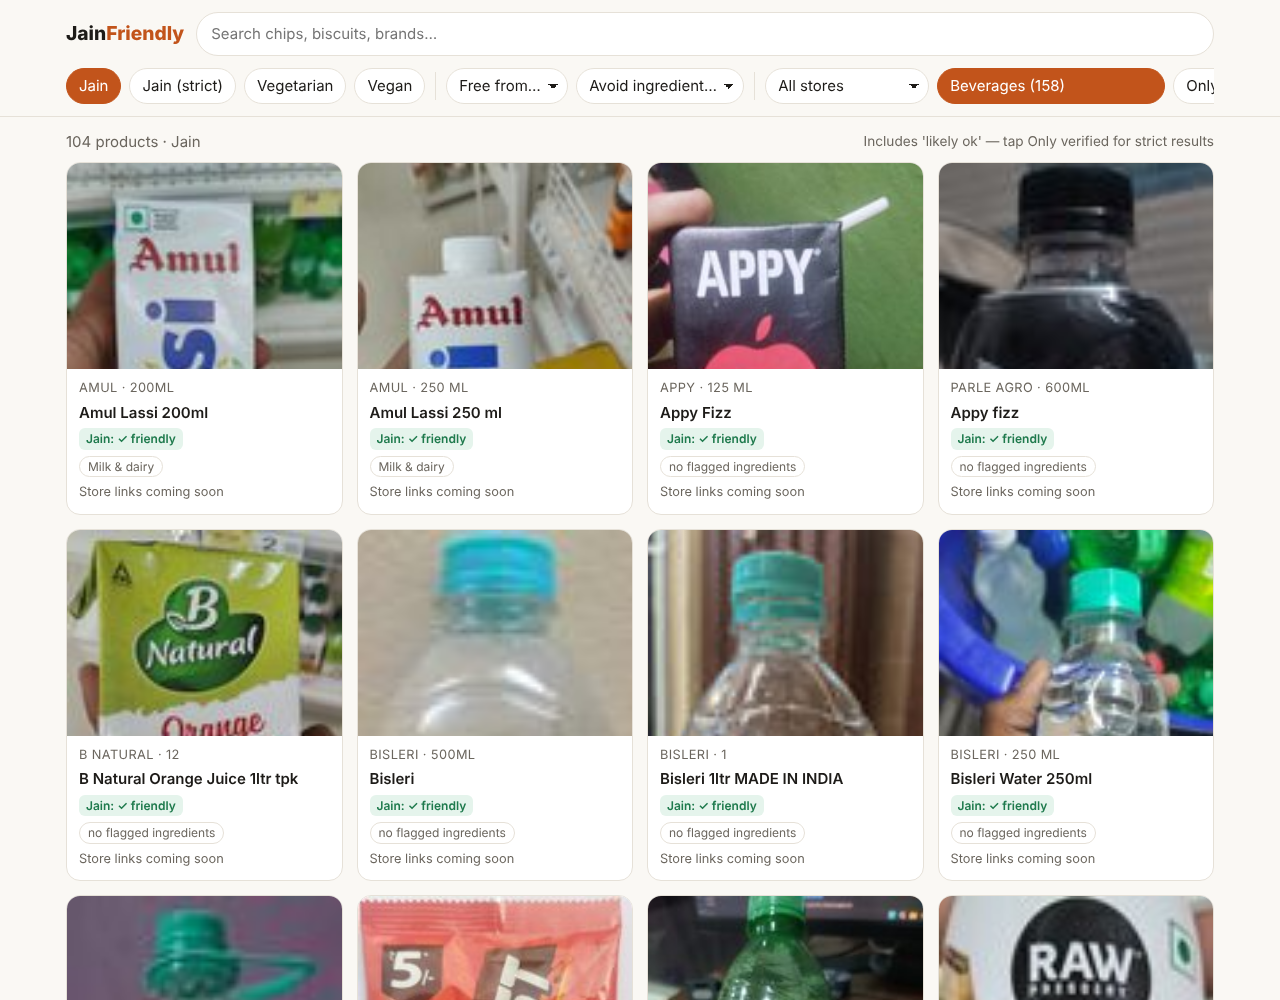 JainFriendly
Search chips, biscuits, brands...
Jain
Jain (strict)
Vegetarian
Vegan
Free from...
Avoid ingredient...
All stores
Beverages (158)
Only
104 products · Jain
Includes 'likely ok' — tap Only verified for strict results
Amul
si
Amul
APPY
AMUL · 200ML
Amul Lassi 200ml
Jain: ✓ friendly
Milk & dairy
Store links coming soon
AMUL · 250 ML
Amul Lassi 250 ml
Jain: ✓ friendly
Milk & dairy
Store links coming soon
APPY · 125 ML
Appy Fizz
Jain: ✓ friendly
no flagged ingredients
Store links coming soon
PARLE AGRO · 600ML
Appy fizz
Jain: ✓ friendly
no flagged ingredients
Store links coming soon
B
Natural
Orange
B NATURAL · 12
B Natural Orange Juice 1ltr tpk
Jain: ✓ friendly
no flagged ingredients
Store links coming soon
BISLERI · 500ML
Bisleri
Jain: ✓ friendly
no flagged ingredients
Store links coming soon
BISLERI · 1
Bisleri 1ltr MADE IN INDIA
Jain: ✓ friendly
no flagged ingredients
Store links coming soon
BISLERI · 250 ML
Bisleri Water 250ml
Jain: ✓ friendly
no flagged ingredients
Store links coming soon
5/-
RAW
PRESSERY